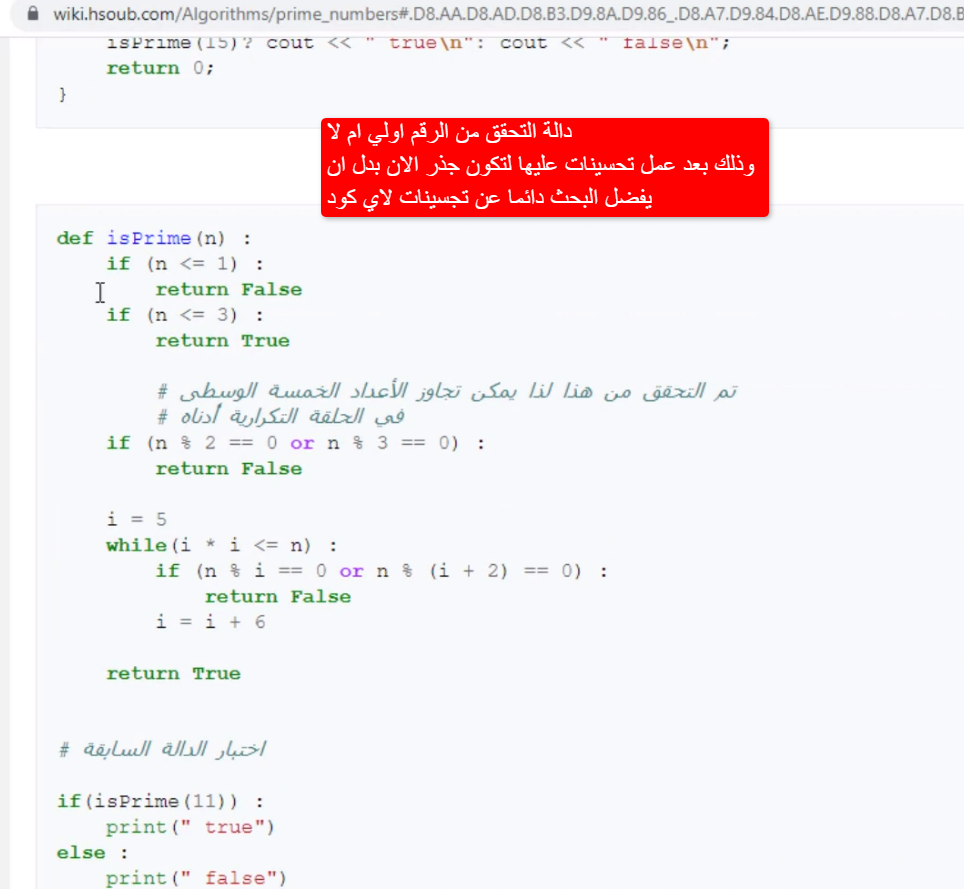 wiki.hsoub.com/Algorithms/prime_numbers#.D8.AA.D8.AD.D8.B3.D9.8A.D9.86_.D8.A7.D9.84.D8.AE.D9.88.D8.A7.D8.B
isPrime(15)? cout << " true\n": cout << " false\n";
return 0;
}
دالة التحقق من الرقم اولي ام لا
وذلك بعد عمل تحسينات عليها لتكون جذر الان بدل ان
يفضل البحث دائما عن تجسينات لاي كود
def isPrime(n) :
if (n <= 1) :
return False
if (n <= 3) :
return True
# تم التحقق من هذا لذا يمكن تجاوز الأعداد الخمسة الوسطى
# في الحلقة التكرارية أدناه
if (n % 2 == 0 or n % 3 == 0) :
return False
i = 5
while(i * i <= n) :
if (n % i == 0 or n % (i + 2) == 0) :
return False
i = i + 6
return True
# اختبار الدالة السابقة
if(isPrime(11)) :
print(" true")
else :
print(" false")